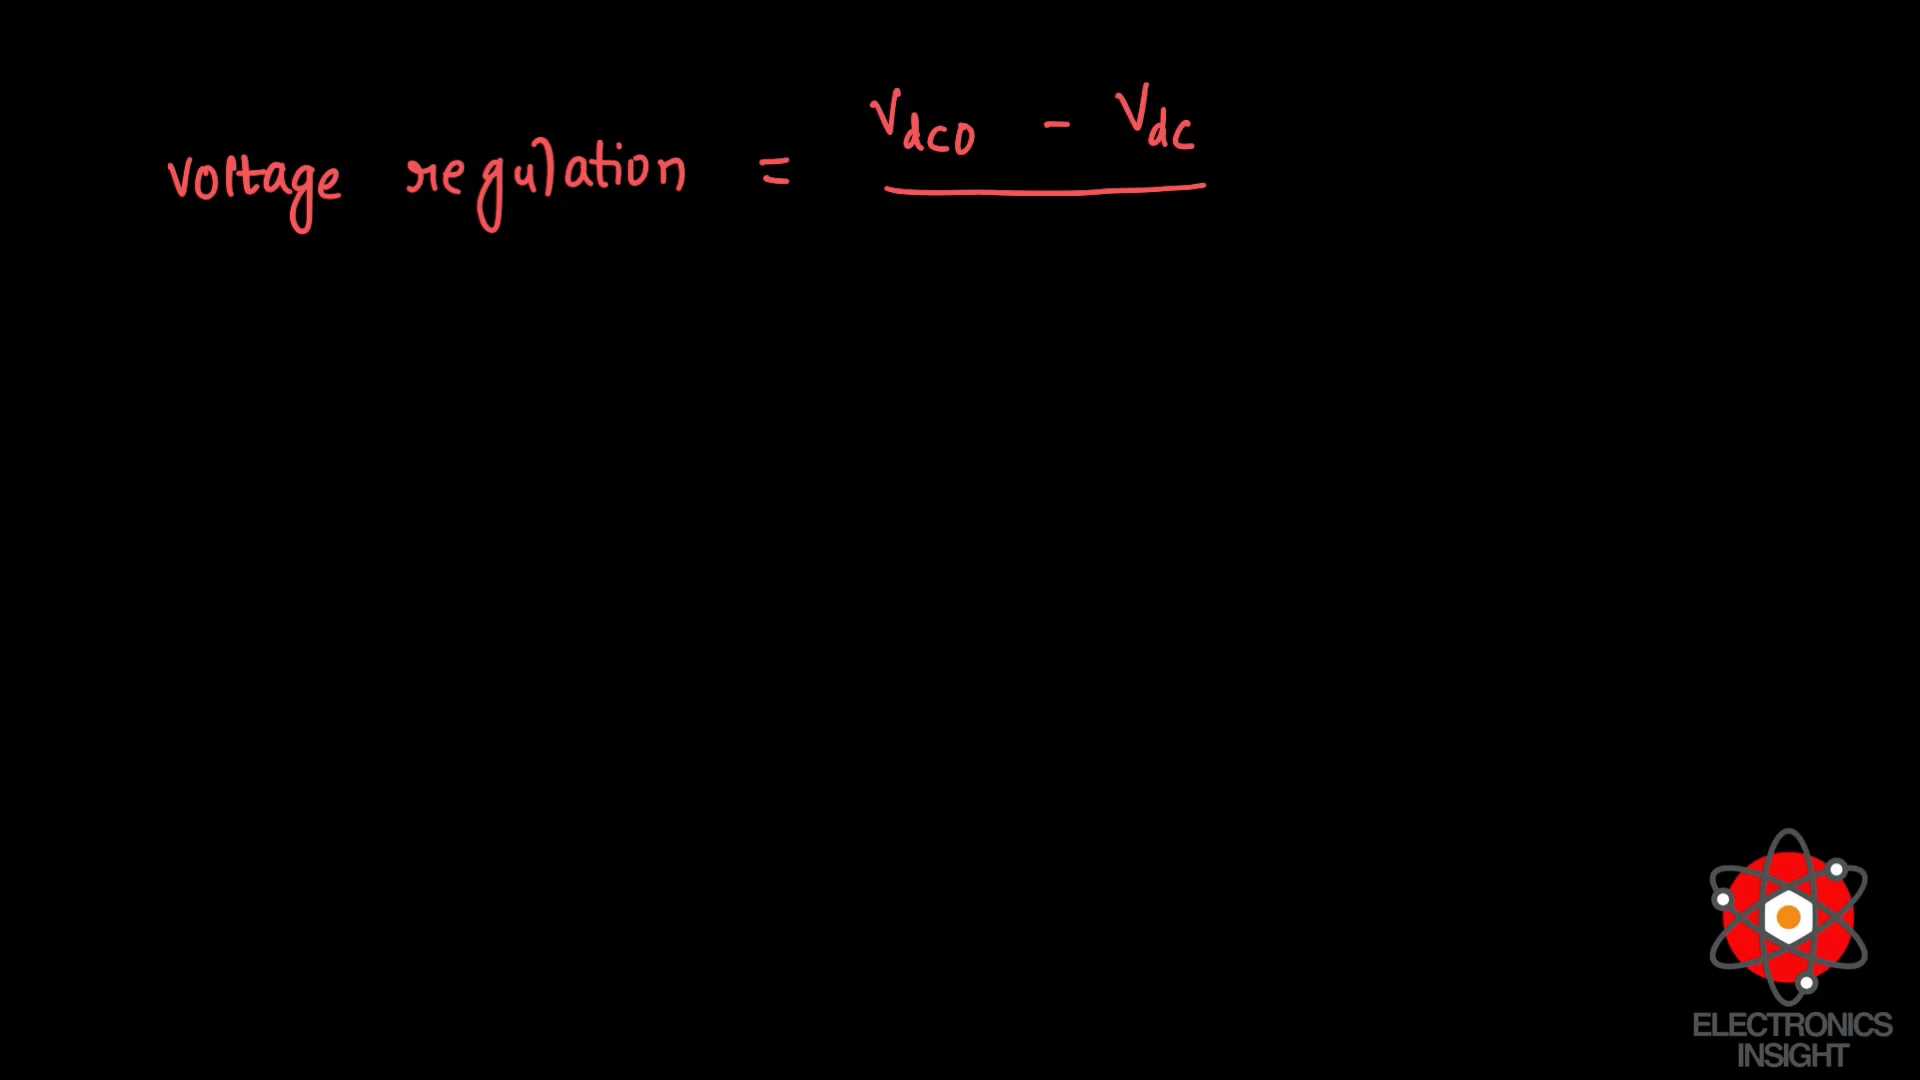 voltage regulation = Vdco - Vdc
ELECTRONICS
INSIGHT